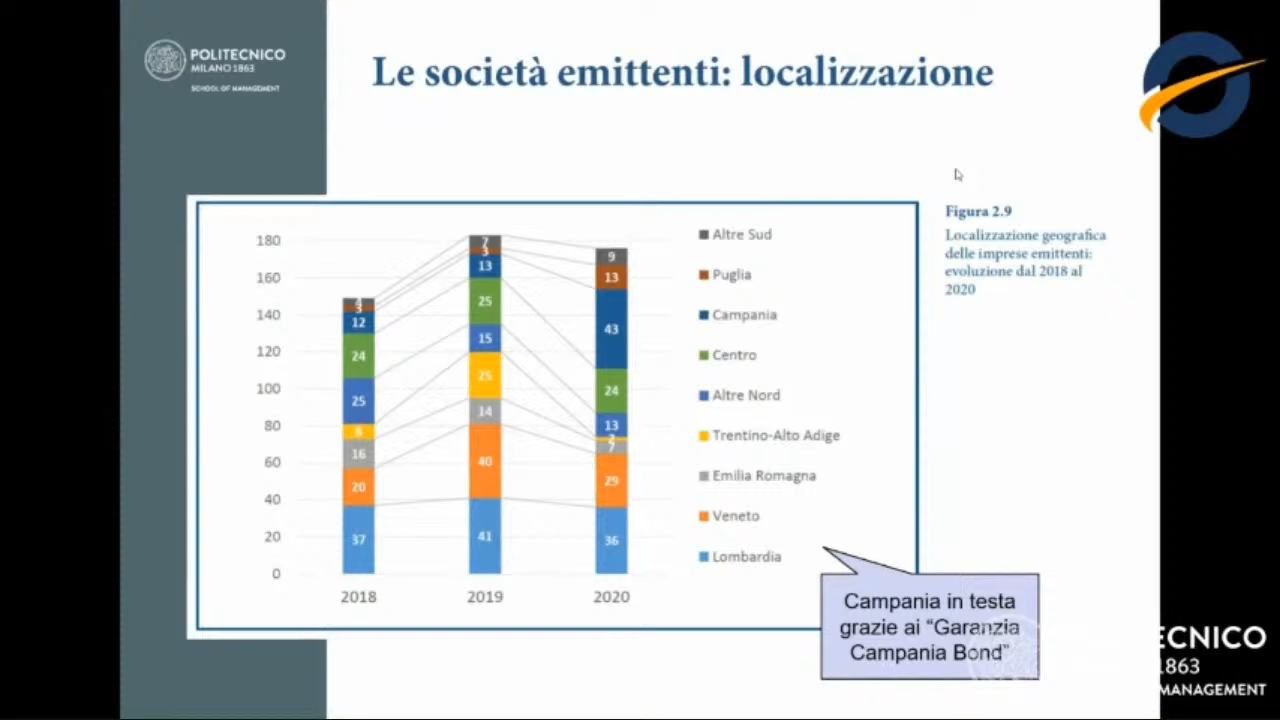 POLITECNICO
MILANO 1863
SCHOOL OF MANAGEMENT
Le società emittenti: localizzazione
Figura 2.9
Localizzazione geografica
delle imprese emittenti:
evoluzione dal 2018 al
2020
180
160
140
120
100
80
60
40
20
0
4
3
12
24
25
8
16
20
37
7
3
13
25
15
25
14
40
41
9
13
43
24
13
2
7
29
36
2018 2019 2020
Altre Sud
Puglia
Campania
Centro
Altre Nord
Trentino-Alto Adige
Emilia Romagna
Veneto
Lombardia
Campania in testa
grazie ai “Garanzia
Campania Bond”
ECNICO
1863
MANAGEMENT